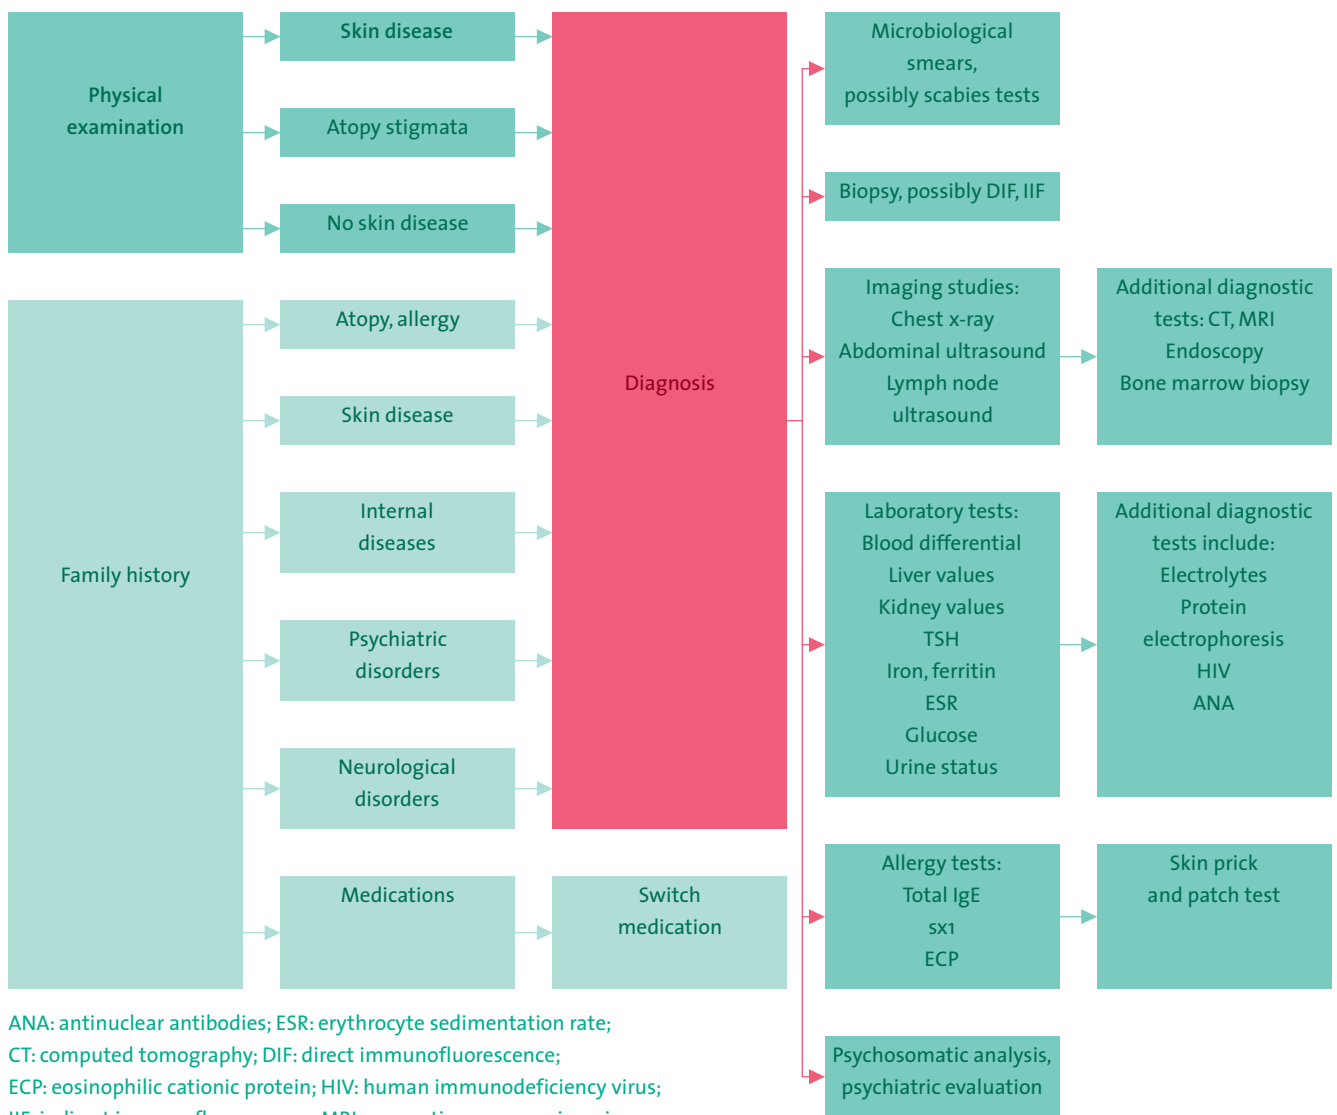 Physical
examination
Skin disease
Atopy stigmata
No skin disease
Family history
Atopy, allergy
Skin disease
Internal
diseases
Psychiatric
disorders
Neurological
disorders
Medications
Diagnosis
Switch
medication
Microbiological
smears,
possibly scabies tests
Biopsy, possibly DIF, IIF
Imaging studies:
Chest x-ray
Abdominal ultrasound
Lymph node
ultrasound
Additional diagnostic
tests: CT, MRI
Endoscopy
Bone marrow biopsy
Laboratory tests:
Blood differential
Liver values
Kidney values
TSH
Iron, ferritin
ESR
Glucose
Urine status
Additional diagnostic
tests include:
Electrolytes
Protein
electrophoresis
HIV
ANA
Allergy tests:
Total IgE
sx1
ECP
Skin prick
and patch test
Psychosomatic analysis,
psychiatric evaluation
ANA: antinuclear antibodies; ESR: erythrocyte sedimentation rate;
CT: computed tomography; DIF: direct immunofluorescence;
ECP: eosinophilic cationic protein; HIV: human immunodeficiency virus;